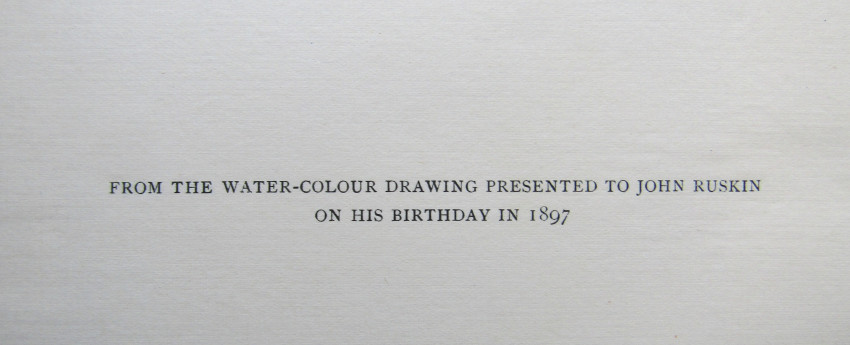 FROM THE WATER-COLOUR DRAWING PRESENTED TO JOHN RUSKIN
ON HIS BIRTHDAY IN 1897